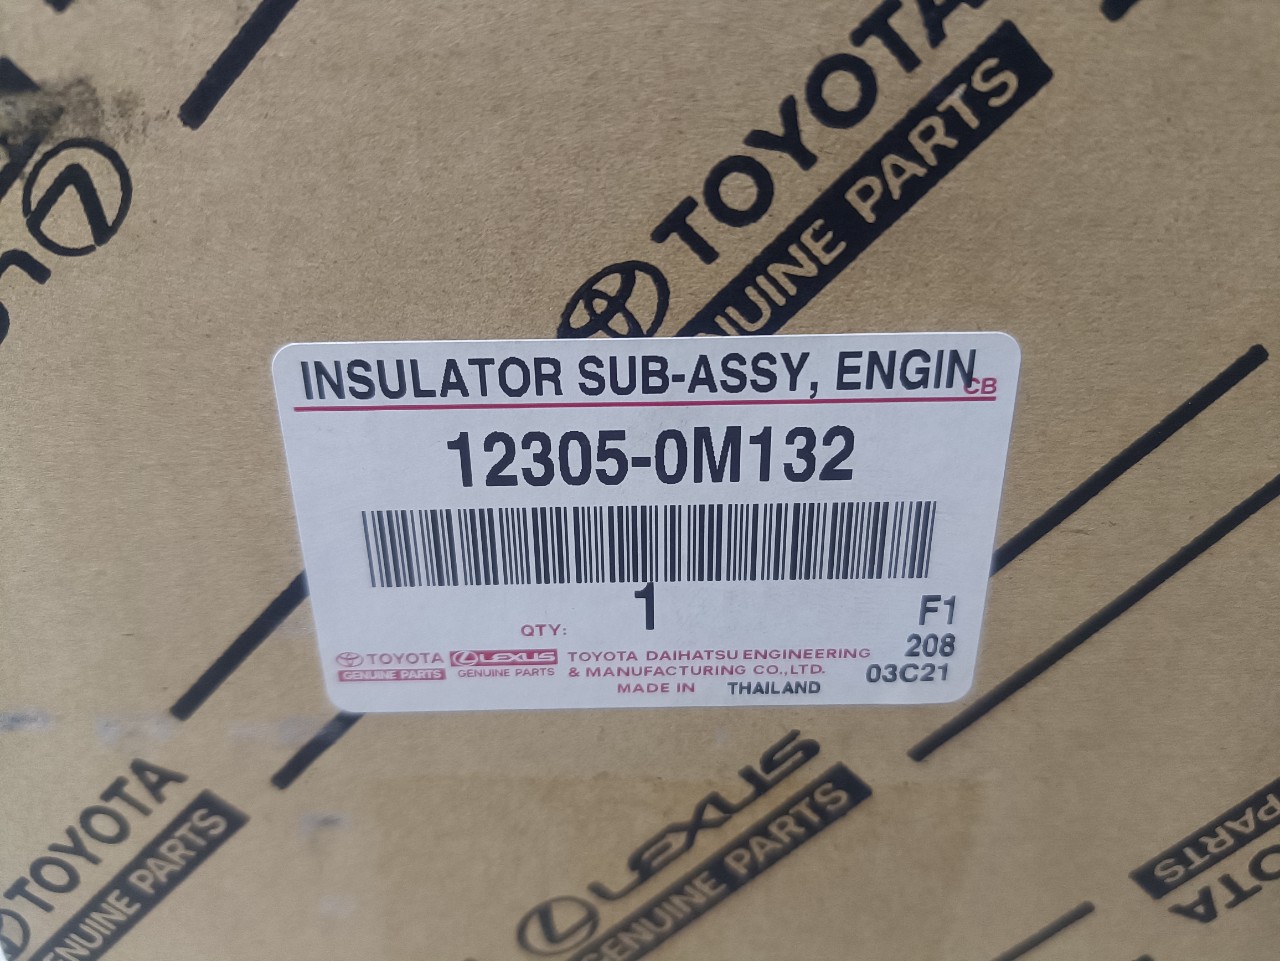 TOYOTA
GENUINE PARTS
INSULATOR SUB-ASSY, ENGIN
CB
12305-0M132
1
QTY:
F1
208
03C21
TOYOTA
GENUINE PARTS
LEXUS
GENUINE PARTS
TOYOTA DAIHATSU ENGINEERING
& MANUFACTURING CO., LTD.
MADE IN THAILAND
TOYOTA
GENUINE PARTS
LEXUS
GENUINE PARTS
PARTS